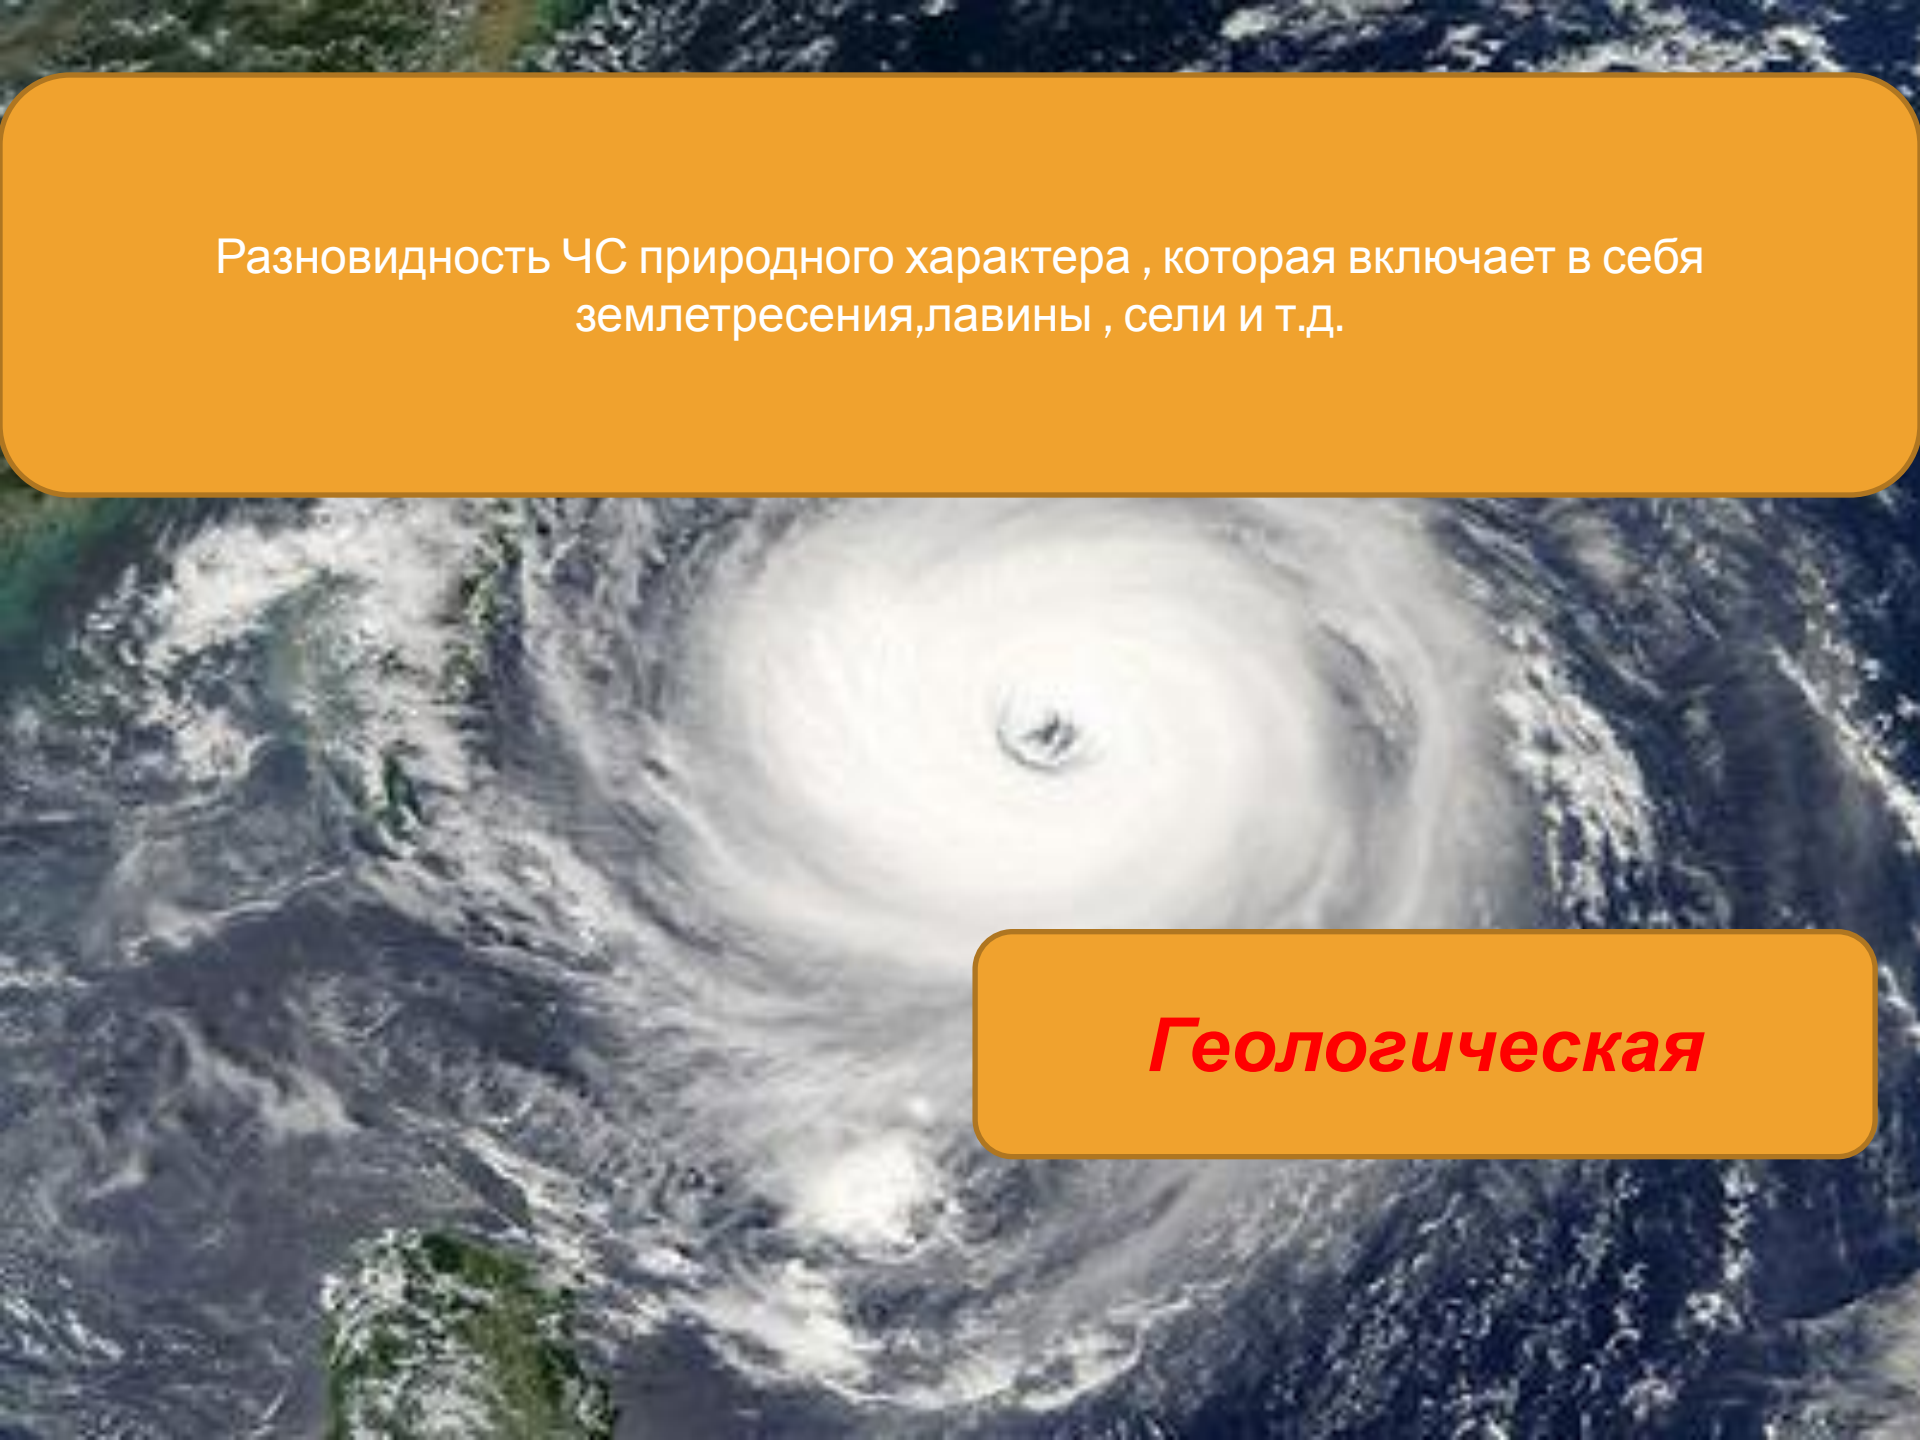 Разновидность ЧС природного характера , которая включает в себя
землетресения,лавины , сели и т.д.
Геологическая